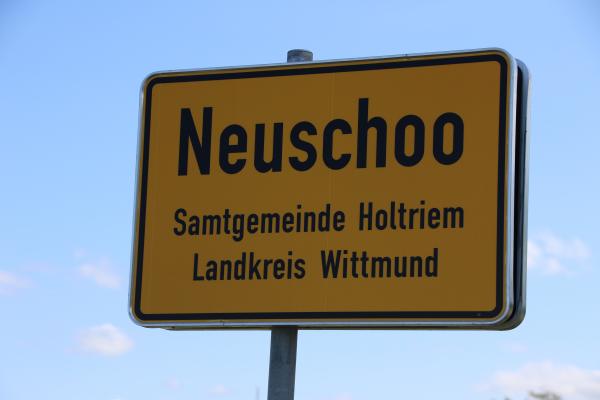 Neuschoo
Samtgemeinde Holtriem
Landkreis Wittmund